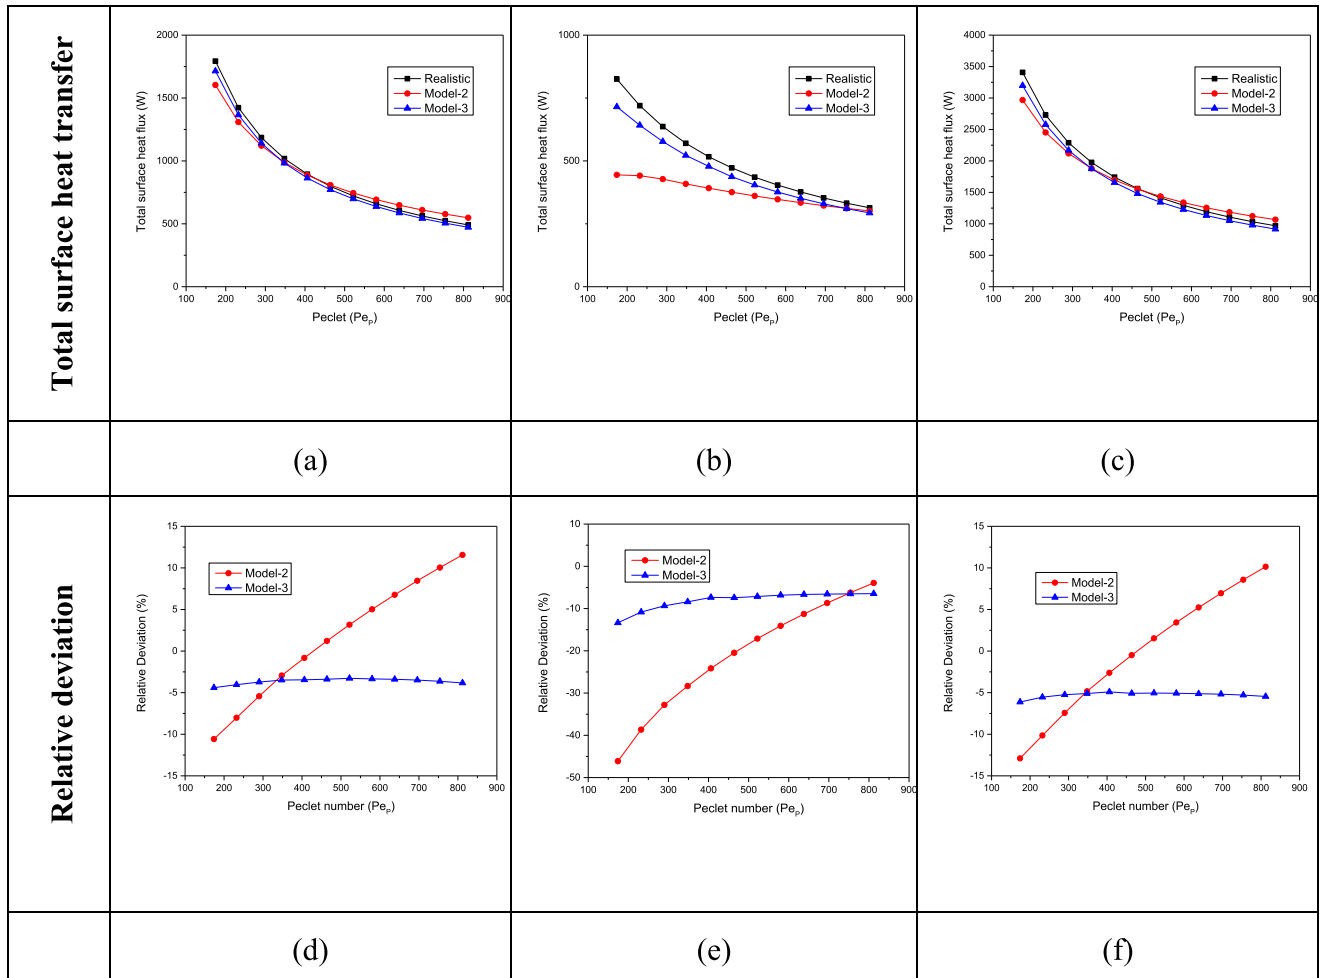 Total surface heat transfer
2000
1500
1000
500
0
100 200 300 400 500 600 700 800 900
Total surface heat flux (W)
Peclet (Pe_P)
Realistic
Model-2
Model-3
1000
500
0
100 200 300 400 500 600 700 800 900
Total surface heat flux (W)
Peclet (Pe_P)
Realistic
Model-2
Model-3
4000
3500
3000
2500
2000
1500
1000
500
0
100 200 300 400 500 600 700 800 900
Total surface heat flux (W)
Peclet (Pe_P)
Realistic
Model-2
Model-3
(a) (b) (c)
Relative deviation
15
10
5
0
-5
-10
-15
100 200 300 400 500 600 700 800 900
Relative Deviation (%)
Peclet number (Pe_P)
Model-2
Model-3
10
0
-10
-20
-30
-40
-50
100 200 300 400 500 600 700 800 900
Relative Deviation (%)
Peclet number (Pe_P)
Model-2
Model-3
15
10
5
0
-5
-10
-15
100 200 300 400 500 600 700 800 900
Relative Deviation (%)
Peclet number (Pe_P)
Model-2
Model-3
(d) (e) (f)